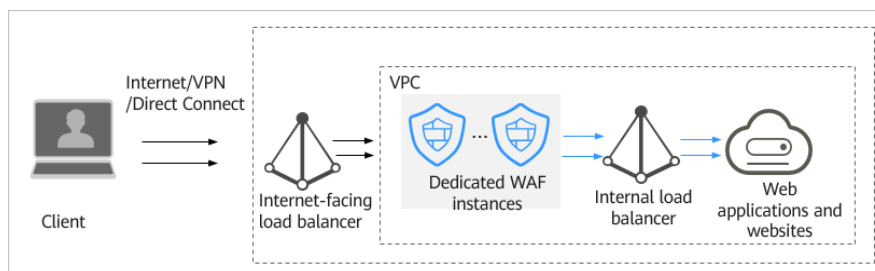 Internet/VPN
/Direct Connect
Client
Internet-facing
load balancer
VPC
...
Dedicated WAF
instances
Internal load
balancer
Web
applications and
websites